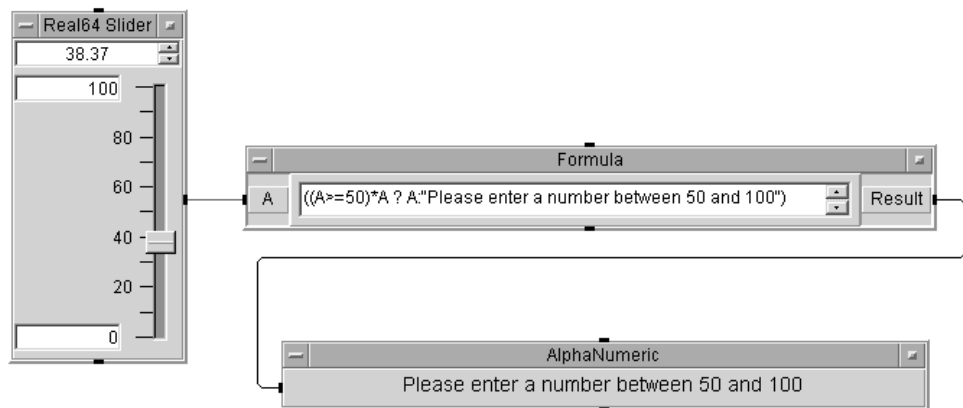 Real64 Slider
38.37
100
80
60
40
20
0
Formula
A
((A>=50)*A ? A:"Please enter a number between 50 and 100")
Result
AlphaNumeric
Please enter a number between 50 and 100